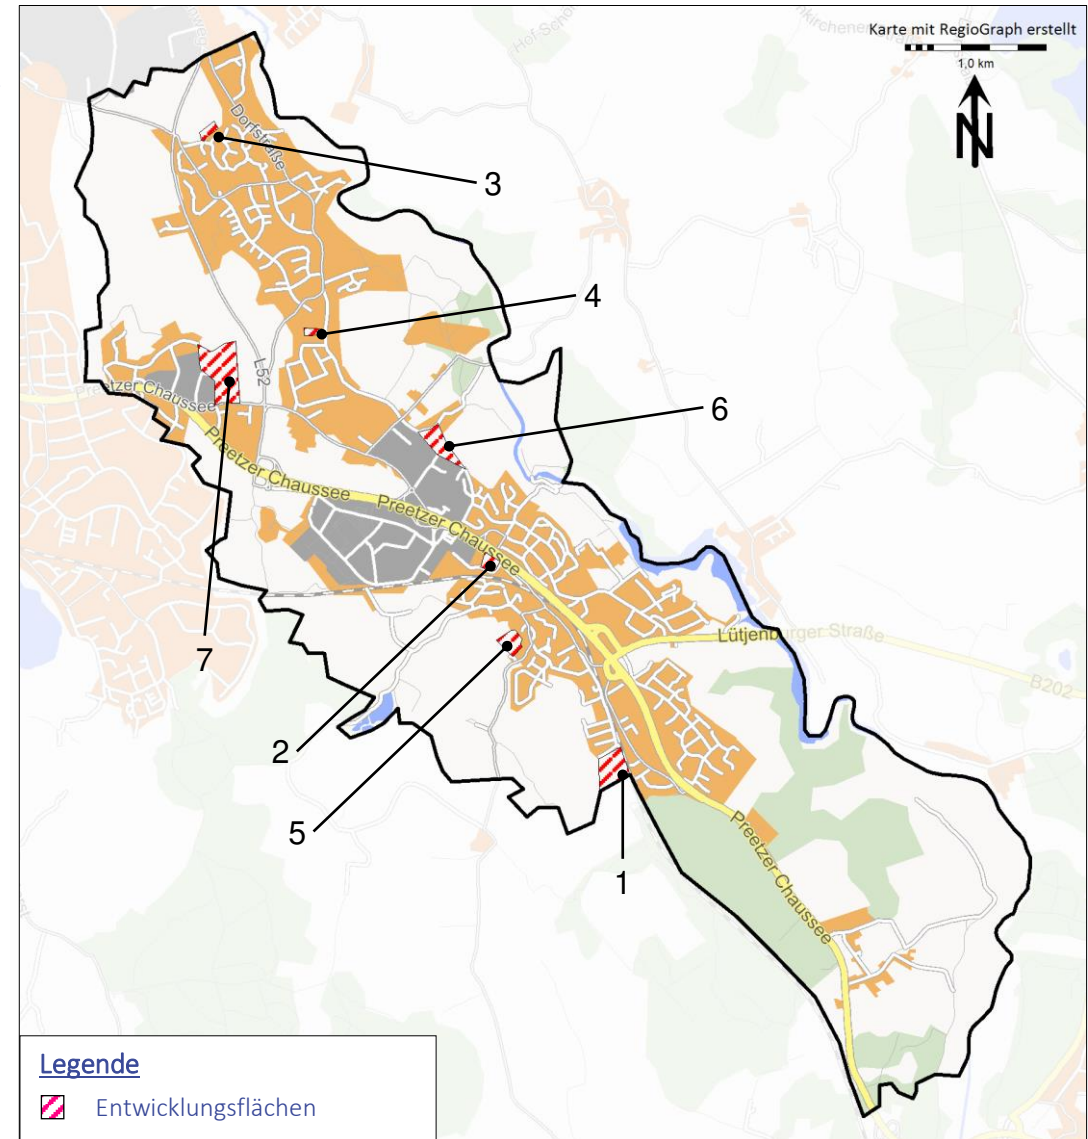 Karte mit RegioGraph erstellt
1,0 km
N
Dorfstraße
3
4
L52
Preetzer Chaussee
6
Preetzer Chaussee
Preetzer Chaussee
7
Lütjenburger Straße
B202
2
5
1
Preetzer Chaussee
Legende
Entwicklungsflächen